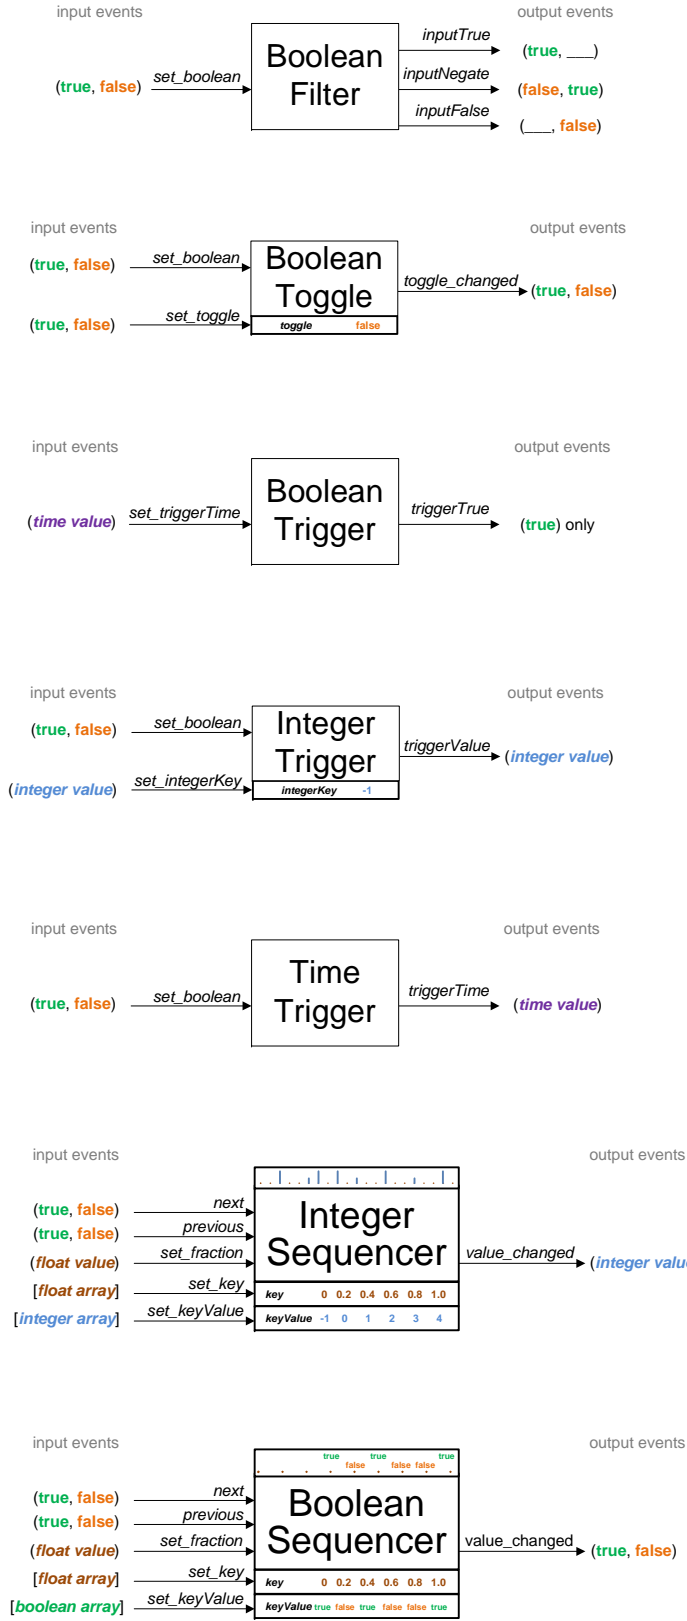 input events output events
(true, false) set_boolean Boolean Filter inputTrue (true, ___)
inputNegate (false, true)
inputFalse (___, false)
input events output events
(true, false) set_boolean Boolean Toggle toggle_changed (true, false)
(true, false) set_toggle toggle false
input events output events
(time value) set_triggerTime Boolean Trigger triggerTrue (true) only
input events output events
(true, false) set_boolean Integer Trigger triggerValue (integer value)
(integer value) set_integerKey integerKey -1
input events output events
(true, false) set_boolean Time Trigger triggerTime (time value)
input events output events
(true, false) next
(true, false) previous Integer
(float value) set_fraction Sequencer value_changed (integer value
[float array] set_key key 0 0.2 0.4 0.6 0.8 1.0
[integer array] set_keyValue keyValue -1 0 1 2 3 4
input events output events
true true true
false false false
(true, false) next
(true, false) previous Boolean
(float value) set_fraction Sequencer value_changed (true, false)
[float array] set_key key 0 0.2 0.4 0.6 0.8 1.0
[boolean array] set_keyValue keyValue true false true false false true